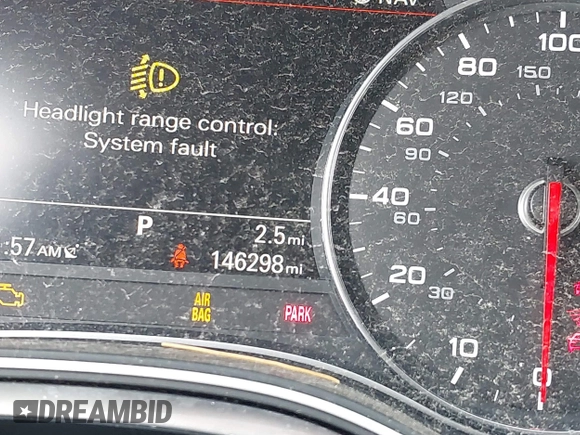 NAV
Headlight range control:
System fault
P
2.5 mi
:57 AM
146298 mi
AIR
BAG
PARK
100
80
150
120
60
90
40
60
20
30
10
0
DREAMBID